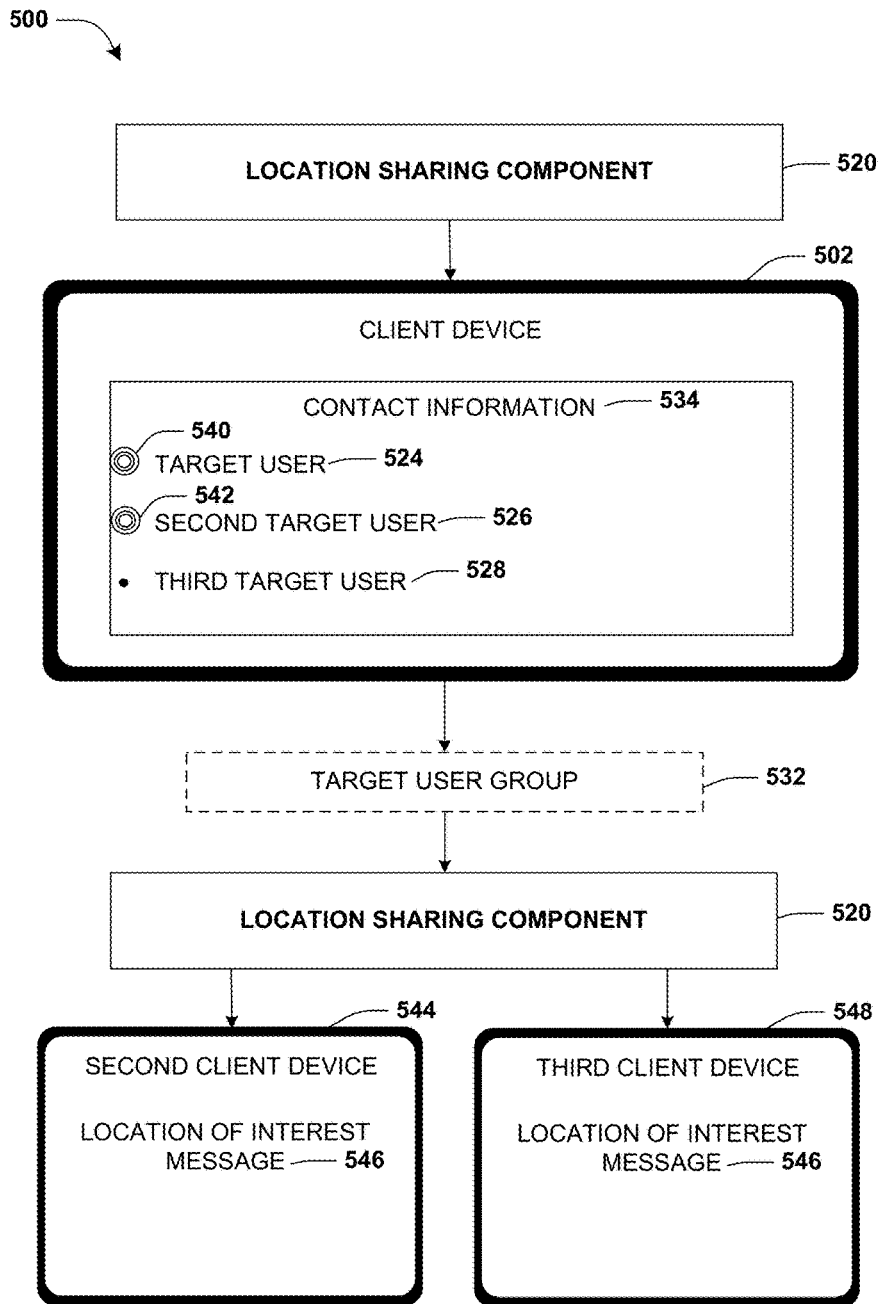 500
LOCATION SHARING COMPONENT 520
502
CLIENT DEVICE
CONTACT INFORMATION 534
540
TARGET USER 524
542
SECOND TARGET USER 526
THIRD TARGET USER 528
TARGET USER GROUP 532
LOCATION SHARING COMPONENT 520
544
SECOND CLIENT DEVICE
LOCATION OF INTEREST
MESSAGE 546
548
THIRD CLIENT DEVICE
LOCATION OF INTEREST
MESSAGE 546